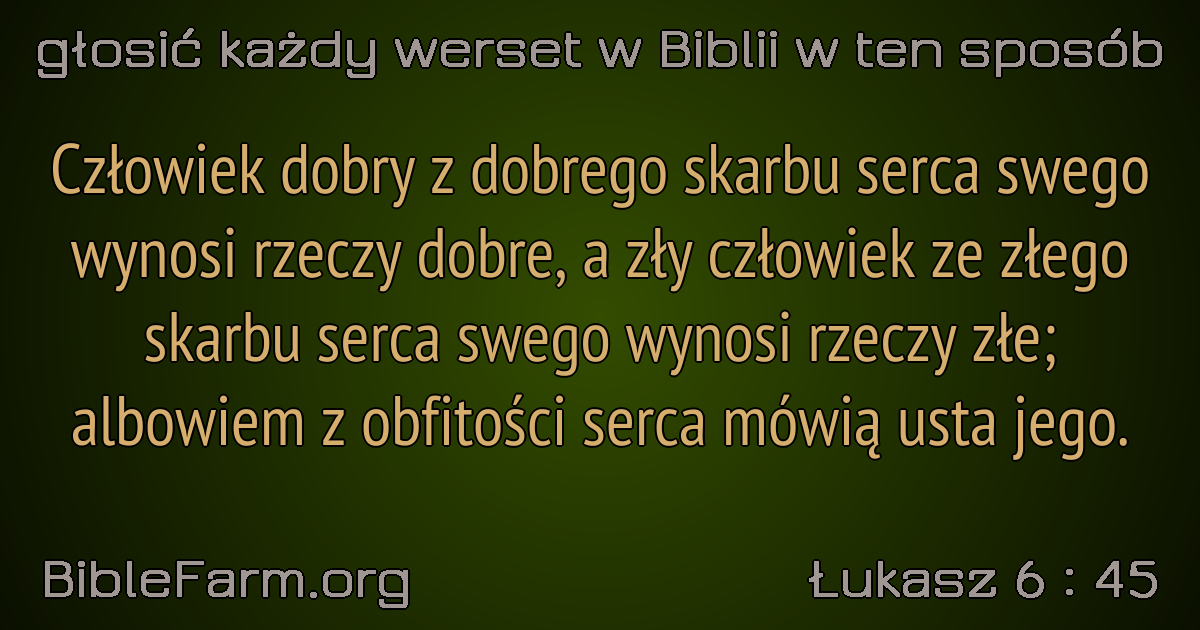 głosić każdy werset w Biblii w ten sposób
Człowiek dobry z dobrego skarbu serca swego
wynosi rzeczy dobre, a zły człowiek ze złego
skarbu serca swego wynosi rzeczy złe;
albowiem z obfitości serca mówią usta jego.
BibleFarm.org
Łukasz 6 : 45